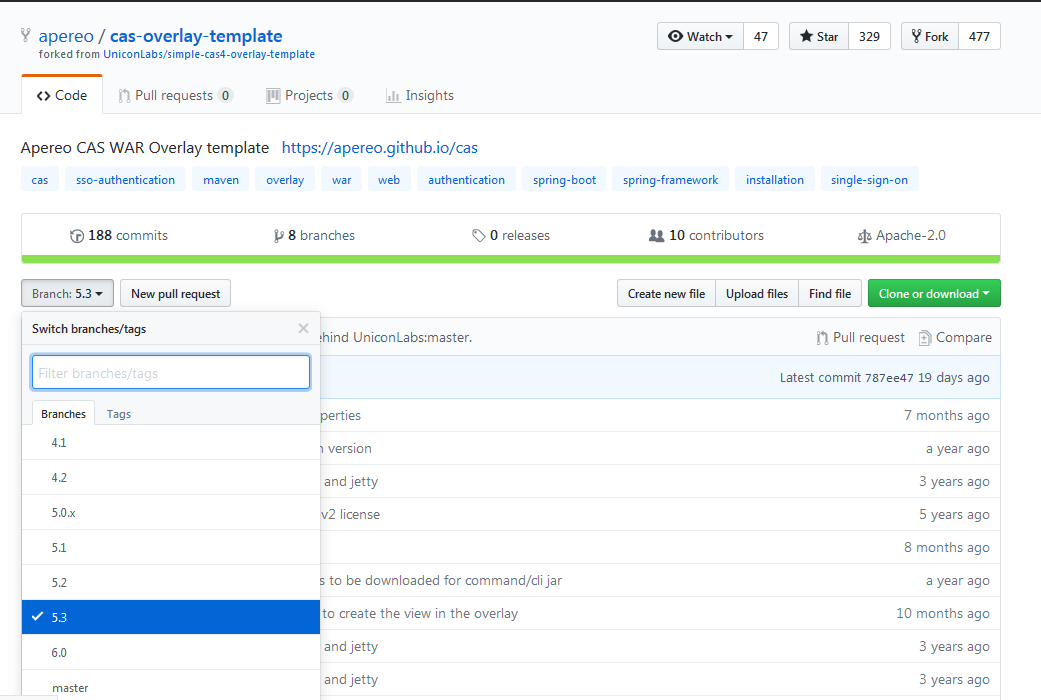 apereo / cas-overlay-template
forked from UniconLabs/simple-cas4-overlay-template
Watch 47 Star 329 Fork 477
Code Pull requests 0 Projects 0 Insights
Apereo CAS WAR Overlay template https://apereo.github.io/cas
cas sso-authentication maven overlay war web authentication spring-boot spring-framework installation single-sign-on
188 commits 8 branches 0 releases 10 contributors Apache-2.0
Branch: 5.3 New pull request Create new file Upload files Find file Clone or download
Switch branches/tags
ehind UniconLabs:master. Pull request Compare
Filter branches/tags
Latest commit 787ee47 19 days ago
Branches Tags
perties 7 months ago
4.1
n version a year ago
4.2
and jetty 3 years ago
5.0.x
v2 license 5 years ago
5.1
8 months ago
5.2
s to be downloaded for command/cli jar a year ago
5.3
to create the view in the overlay 10 months ago
6.0
and jetty 3 years ago
master
and jetty 3 years ago